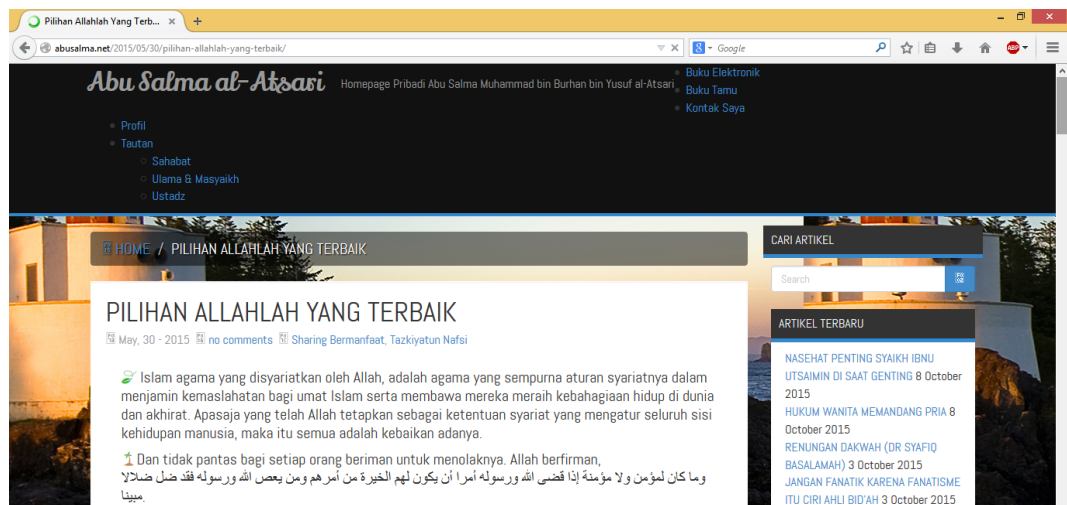 Pilihan Allahlah Yang Terb...
abusalma.net/2015/05/30/pilihan-allahlah-yang-terbaik/
Google
ABP
Abu Salma al-Atsari
Homepage Pribadi Abu Salma Muhammad bin Burhan bin Yusuf al-Atsari
Buku Elektronik
Buku Tamu
Kontak Saya
Profil
Tautan
Sahabat
Ulama & Masyaikh
Ustadz
HOME / PILIHAN ALLAHLAH YANG TERBAIK
PILIHAN ALLAHLAH YANG TERBAIK
May, 30 - 2015 no comments Sharing Bermanfaat, Tazkiyatun Nafsi
Islam agama yang disyariatkan oleh Allah, adalah agama yang sempurna aturan syariatnya dalam
menjamin kemaslahatan bagi umat Islam serta membawa mereka meraih kebahagiaan hidup di dunia
dan akhirat. Apasaja yang telah Allah tetapkan sebagai ketentuan syariat yang mengatur seluruh sisi
kehidupan manusia, maka itu semua adalah kebaikan adanya.
Dan tidak pantas bagi setiap orang beriman untuk menolaknya. Allah berfirman,
وما كان لمؤمن ولا مؤمنة إذا قضى الله ورسوله أمرا أن يكون لهم الخيرة من أمرهم ومن يعص الله ورسوله فقد ضل ضلالا
مبينا.
CARI ARTIKEL
Search
ARTIKEL TERBARU
NASEHAT PENTING SYAIKH IBNU
UTSAIMIN DI SAAT GENTING 8 October
2015
HUKUM WANITA MEMANDANG PRIA 8
October 2015
RENUNGAN DAKWAH (DR SYAFIQ
BASALAMAH) 3 October 2015
JANGAN FANATIK KARENA FANATISME
ITU CIRI AHLI BID'AH 3 October 2015